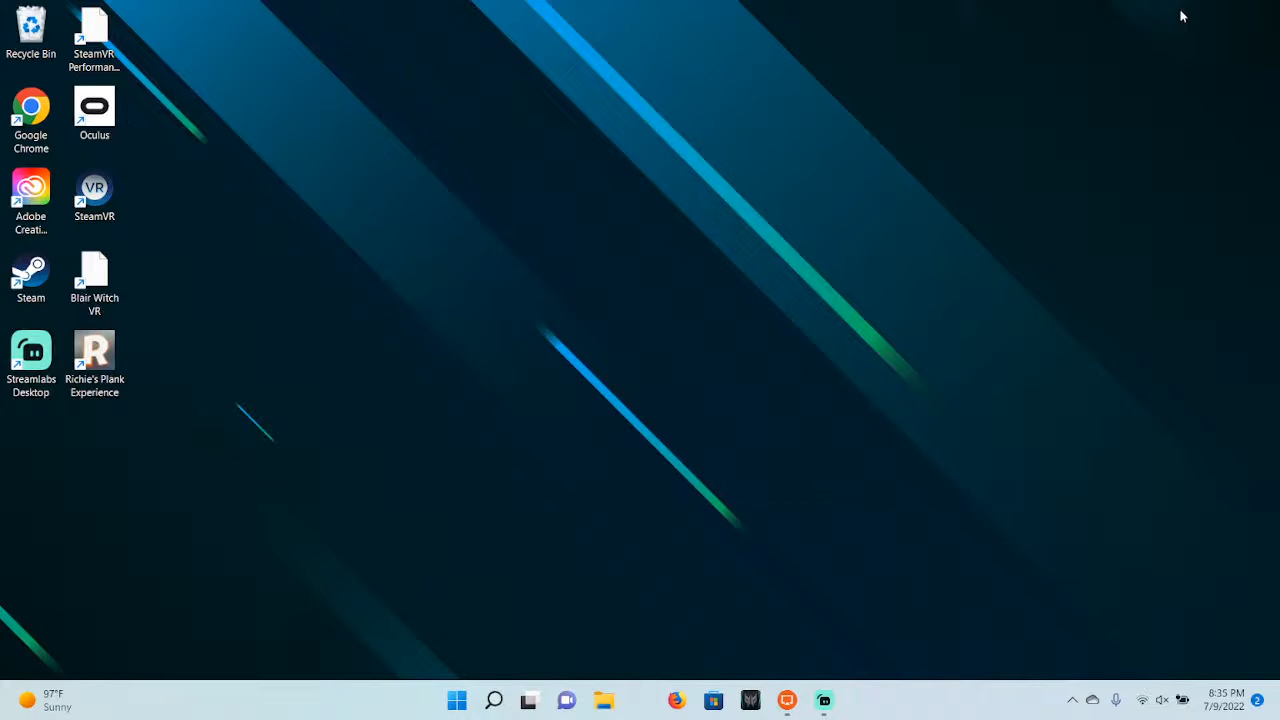 Recycle Bin
SteamVR
Performan...
Google
Chrome
Oculus
Adobe
Creati...
VR
SteamVR
Steam
Blair Witch
VR
Streamlabs
Desktop
R
Richie's Plank
Experience
97°F
Sunny
8:35 PM
7/9/2022
2